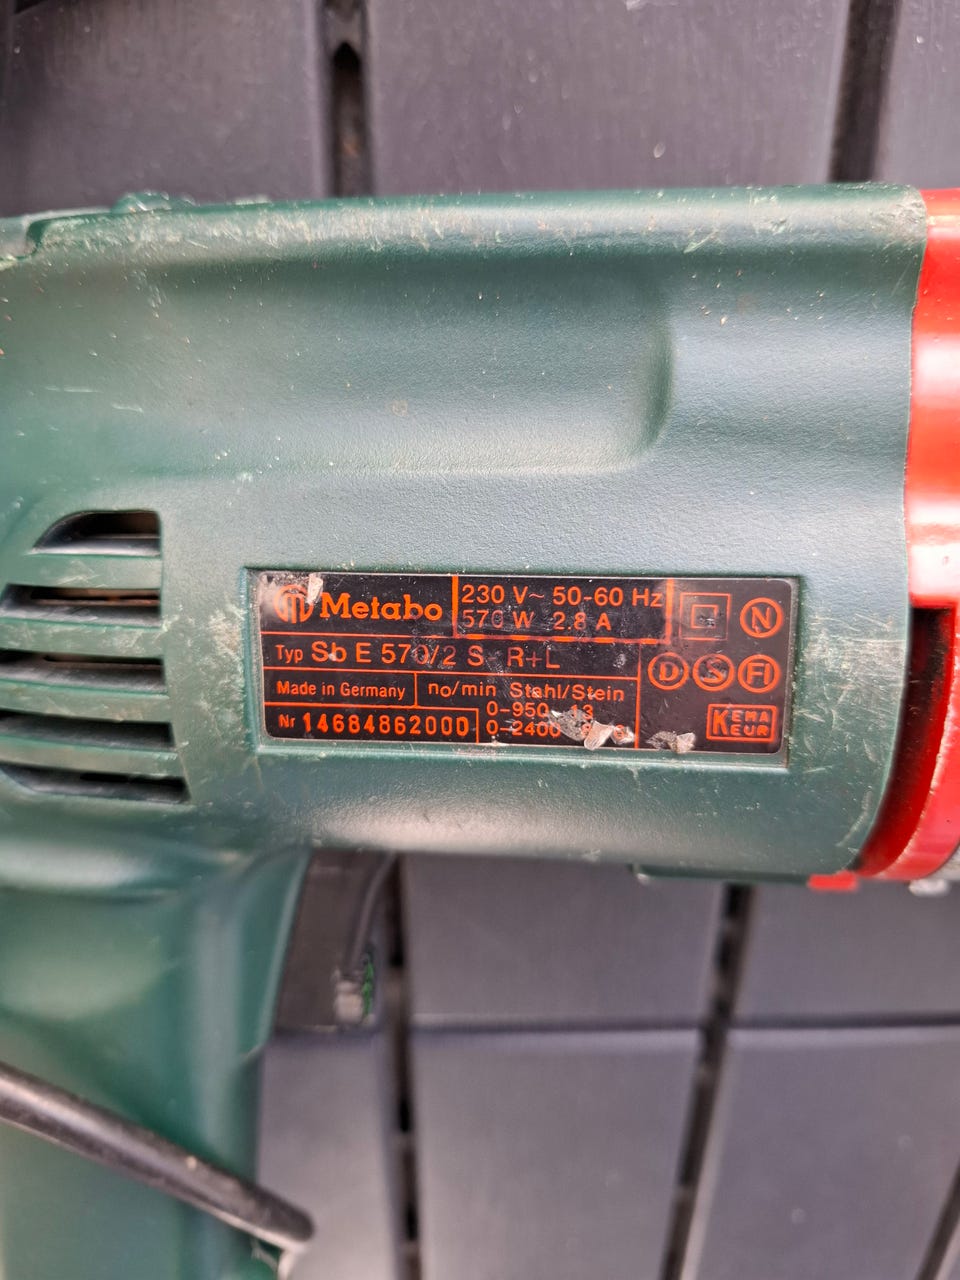 Metabo
230 V~ 50-60 Hz
570 W 2.8 A
N
Typ Sb E 570/2 S R+L
D S FI
Made in Germany
no/min Stahl/Stein
0-950 13
0-2400
Nr 14684862000
KEMA
KEUR